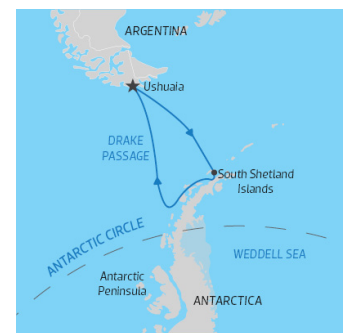 ARGENTINA
Ushuaia
DRAKE
PASSAGE
South Shetland
Islands
ANTARCTIC CIRCLE
WEDDELL SEA
Antarctic
Peninsula
ANTARCTICA